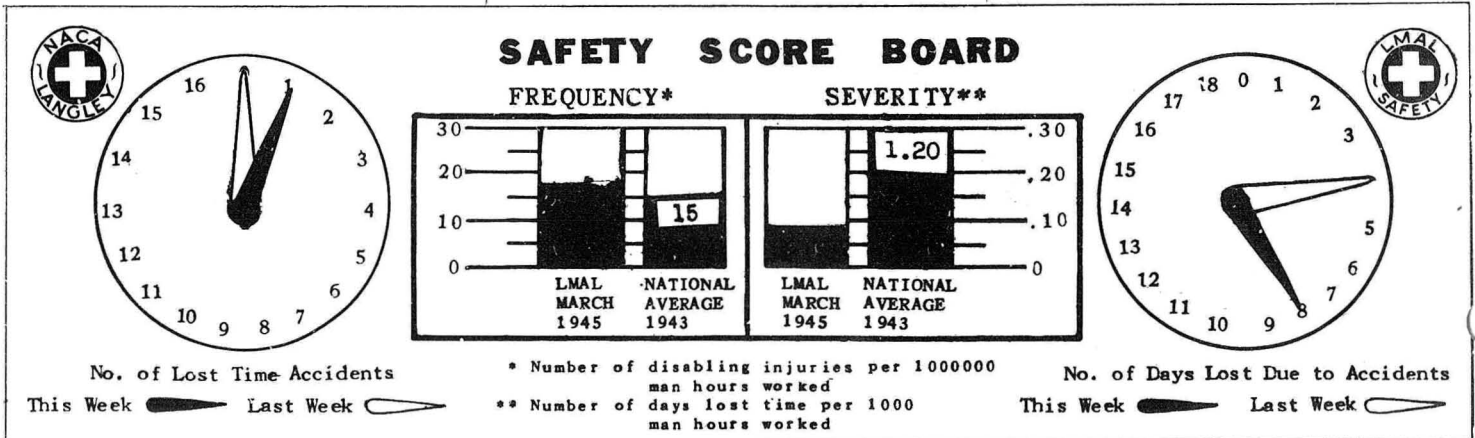 NACA
LANGLEY
16 1 2 3 4 5 6 7 8 9 10 11 12 13 14 15
No. of Lost Time Accidents
This Week Last Week
SAFETY SCORE BOARD
FREQUENCY*
30
20
10
0
15
LMAL NATIONAL
MARCH AVERAGE
1945 1943
SEVERITY**
1.20
.30
.20
.10
0
LMAL NATIONAL
MARCH AVERAGE
1945 1943
* Number of disabling injuries per 1000000
man hours worked
** Number of days lost time per 1000
man hours worked
LMAL
SAFETY
0 1 2 3 5 6 7 8 9 10 11 12 13 14 15 16 17 18
No. of Days Lost Due to Accidents
This Week Last Week